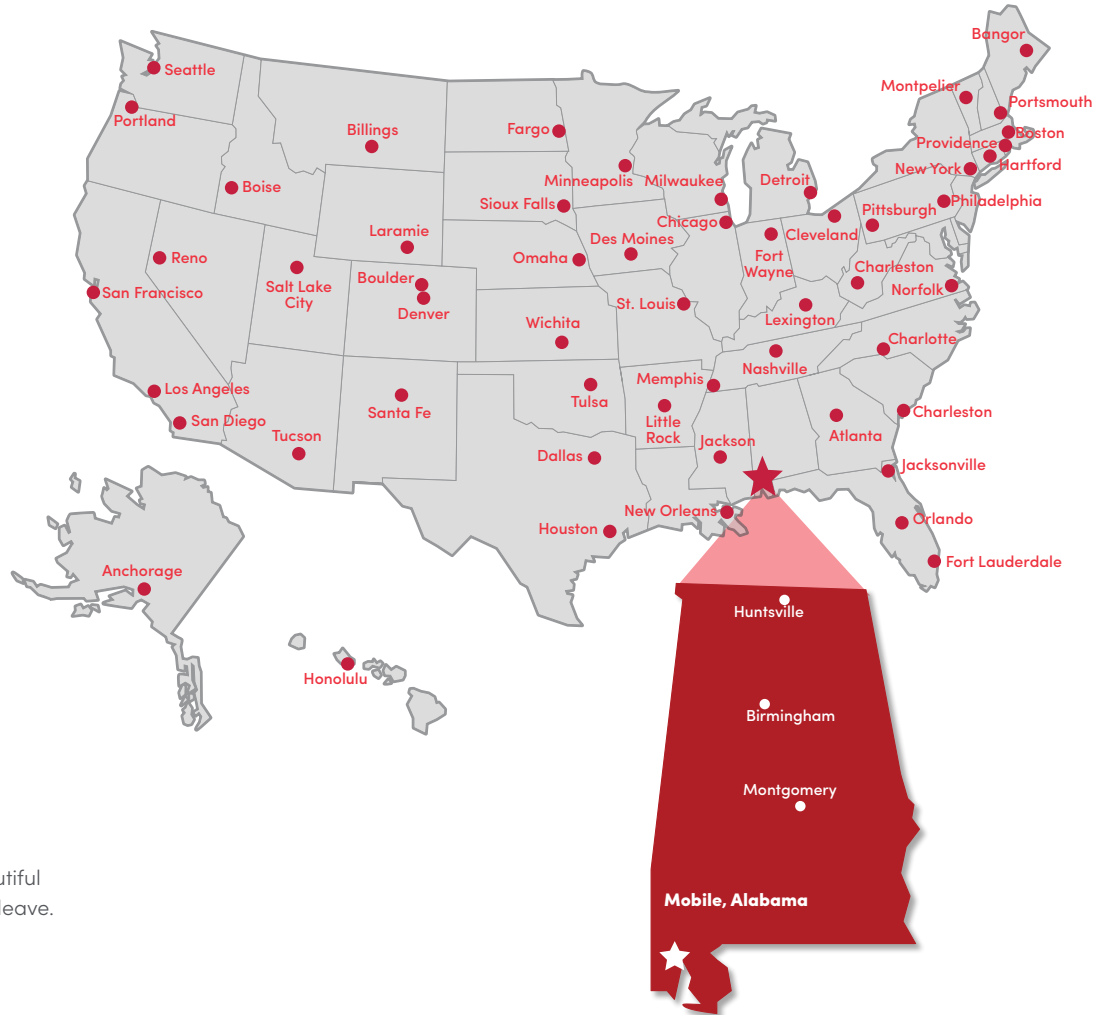 Bangor
Seattle
Montpelier
Portsmouth
Portland
Billings
Fargo
Boston
Providence
Hartford
New York
Minneapolis
Milwaukee
Detroit
Boise
Sioux Falls
Philadelphia
Pittsburgh
Chicago
Cleveland
Laramie
Des Moines
Reno
Omaha
Fort
Wayne
Charleston
Norfolk
Salt Lake
City
Boulder
San Francisco
Denver
St. Louis
Lexington
Wichita
Charlotte
Nashville
Memphis
Los Angeles
Santa Fe
Tulsa
Little
Rock
Charleston
San Diego
Tucson
Jackson
Atlanta
Dallas
Jacksonville
New Orleans
Orlando
Houston
Fort Lauderdale
Anchorage
Huntsville
Honolulu
Birmingham
Montgomery
utiful
leave.
Mobile, Alabama